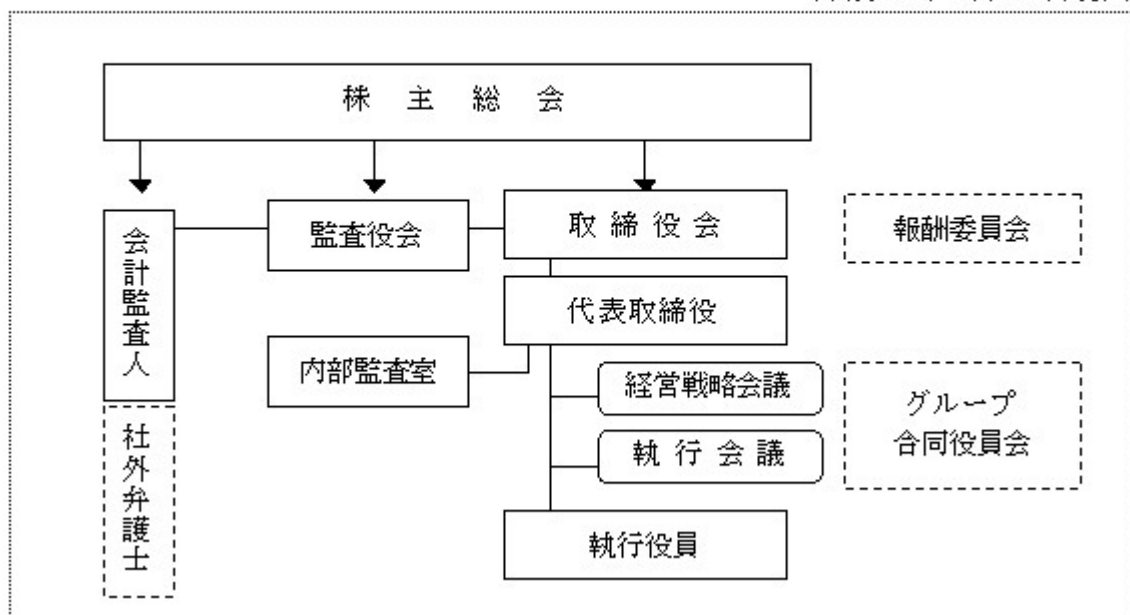 株主総会
会計監査人
監査役会
取締役会
報酬委員会
代表取締役
内部監査室
経営戦略会議
グループ
合同役員会
執行会議
社外弁護士
執行役員